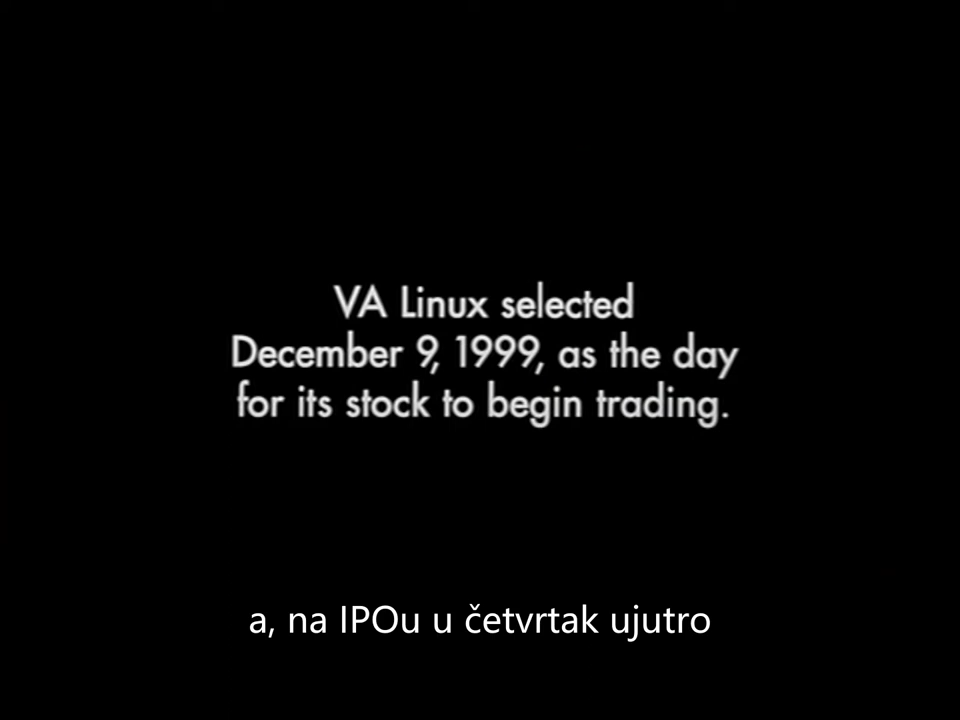 VA Linux selected
December 9, 1999, as the day
for its stock to begin trading.
a, na IPOu u četvrtak ujutro